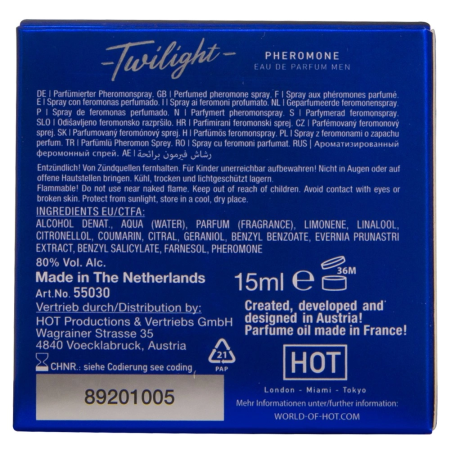 -Twilight-
PHEROMONE
EAU DE PARFUM MEN
DE | Parfümierter Pheromonspray. GB | Perfumed pheromone spray. F | Spray aux phéromones parfumé.
E | Spray con feromonas perfumado. I | Spray ai feromoni profumato. NL | Geparfumeerde feromonenspray.
P | Spray de feromonas perfumado. N | Parfymert pheromonspray. S | Parfymerad feromonspray.
SLO | Odišavljeno feromonsko razpršilo. HR | Parfimirani feromonski sprej. CZ | Parfémovaný feromonový
sprej. SK | Parfumovaný feromónový sprej. H | Parfümös feromonspray. PL | Spray z feromonami o zapachu
perfum. TR | Parfümlü Pheromon Sprey. RO | Spray cu feromoni parfumat. RUS | Ароматизированный
феромонный спрей. AE | رشاش فيرمون برائحة
Entzündlich! Von Zündquellen fernhalten. Für Kinder unerreichbar aufbewahren! Nicht in Augen oder auf
offene Hautstellen bringen. Kühl, trocken und lichtgeschützt lagern.
Flammable! Do not use near naked flame. Keep out of reach of children. Avoid contact with eyes or
broken skin. Protect from sunlight, store in a cool, dry place.
INGREDIENTS EU/CTFA:
ALCOHOL DENAT., AQUA (WATER), PARFUM (FRAGRANCE), LIMONENE, LINALOOL,
CITRONELLOL, COUMARIN, CITRAL, GERANIOL, BENZYL BENZOATE, EVERNIA PRUNASTRI
EXTRACT, BENZYL SALICYLATE, FARNESOL, PHEROMONE
80% Vol. Alc.
Made in The Netherlands
Art.No. 55030
Vertrieb durch/Distribution by:
HOT Productions & Vertriebs GmbH
Wagrainer Strasse 35
4840 Voecklabruck, Austria
CHNR.: siehe Codierung see coding
89201005
21
PAP
15ml e
36M
Created, developed and
designed in Austria!
Parfume oil made in France!
HOT
London - Miami - Tokyo
Mehr Informationen unter/further information:
WORLD-OF-HOT.COM